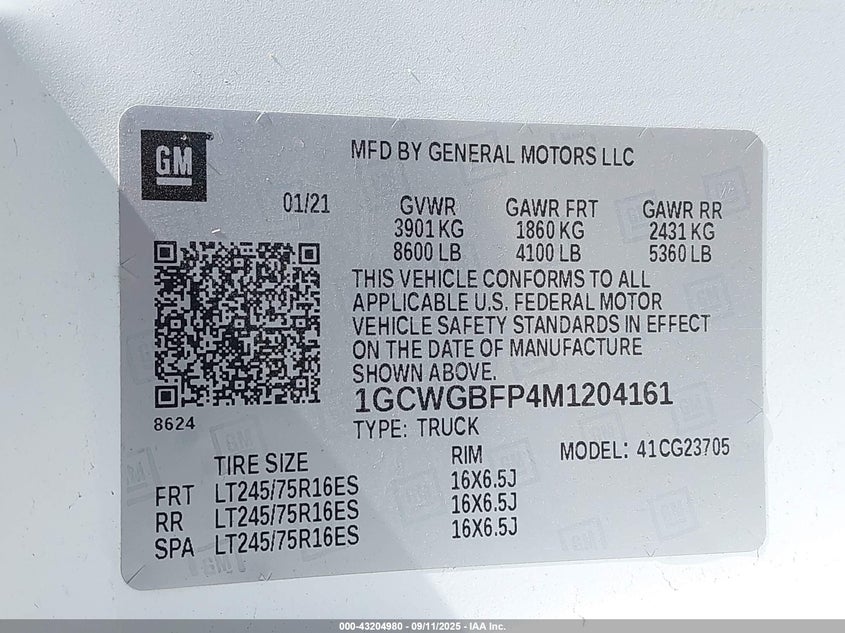 GM
MFD BY GENERAL MOTORS LLC
01/21
GVWR GAWR FRT GAWR RR
3901 KG 1860 KG 2431 KG
8600 LB 4100 LB 5360 LB
THIS VEHICLE CONFORMS TO ALL
APPLICABLE U.S. FEDERAL MOTOR
VEHICLE SAFETY STANDARDS IN EFFECT
ON THE DATE OF MANUFACTURE
SHOWN ABOVE.
1GCWGBFP4M1204161
8624
TYPE: TRUCK
MODEL: 41CG23705
TIRE SIZE RIM
FRT LT245/75R16ES 16X6.5J
RR LT245/75R16ES 16X6.5J
SPA LT245/75R16ES 16X6.5J
000-43204980 - 09/11/2025 - IAA Inc.